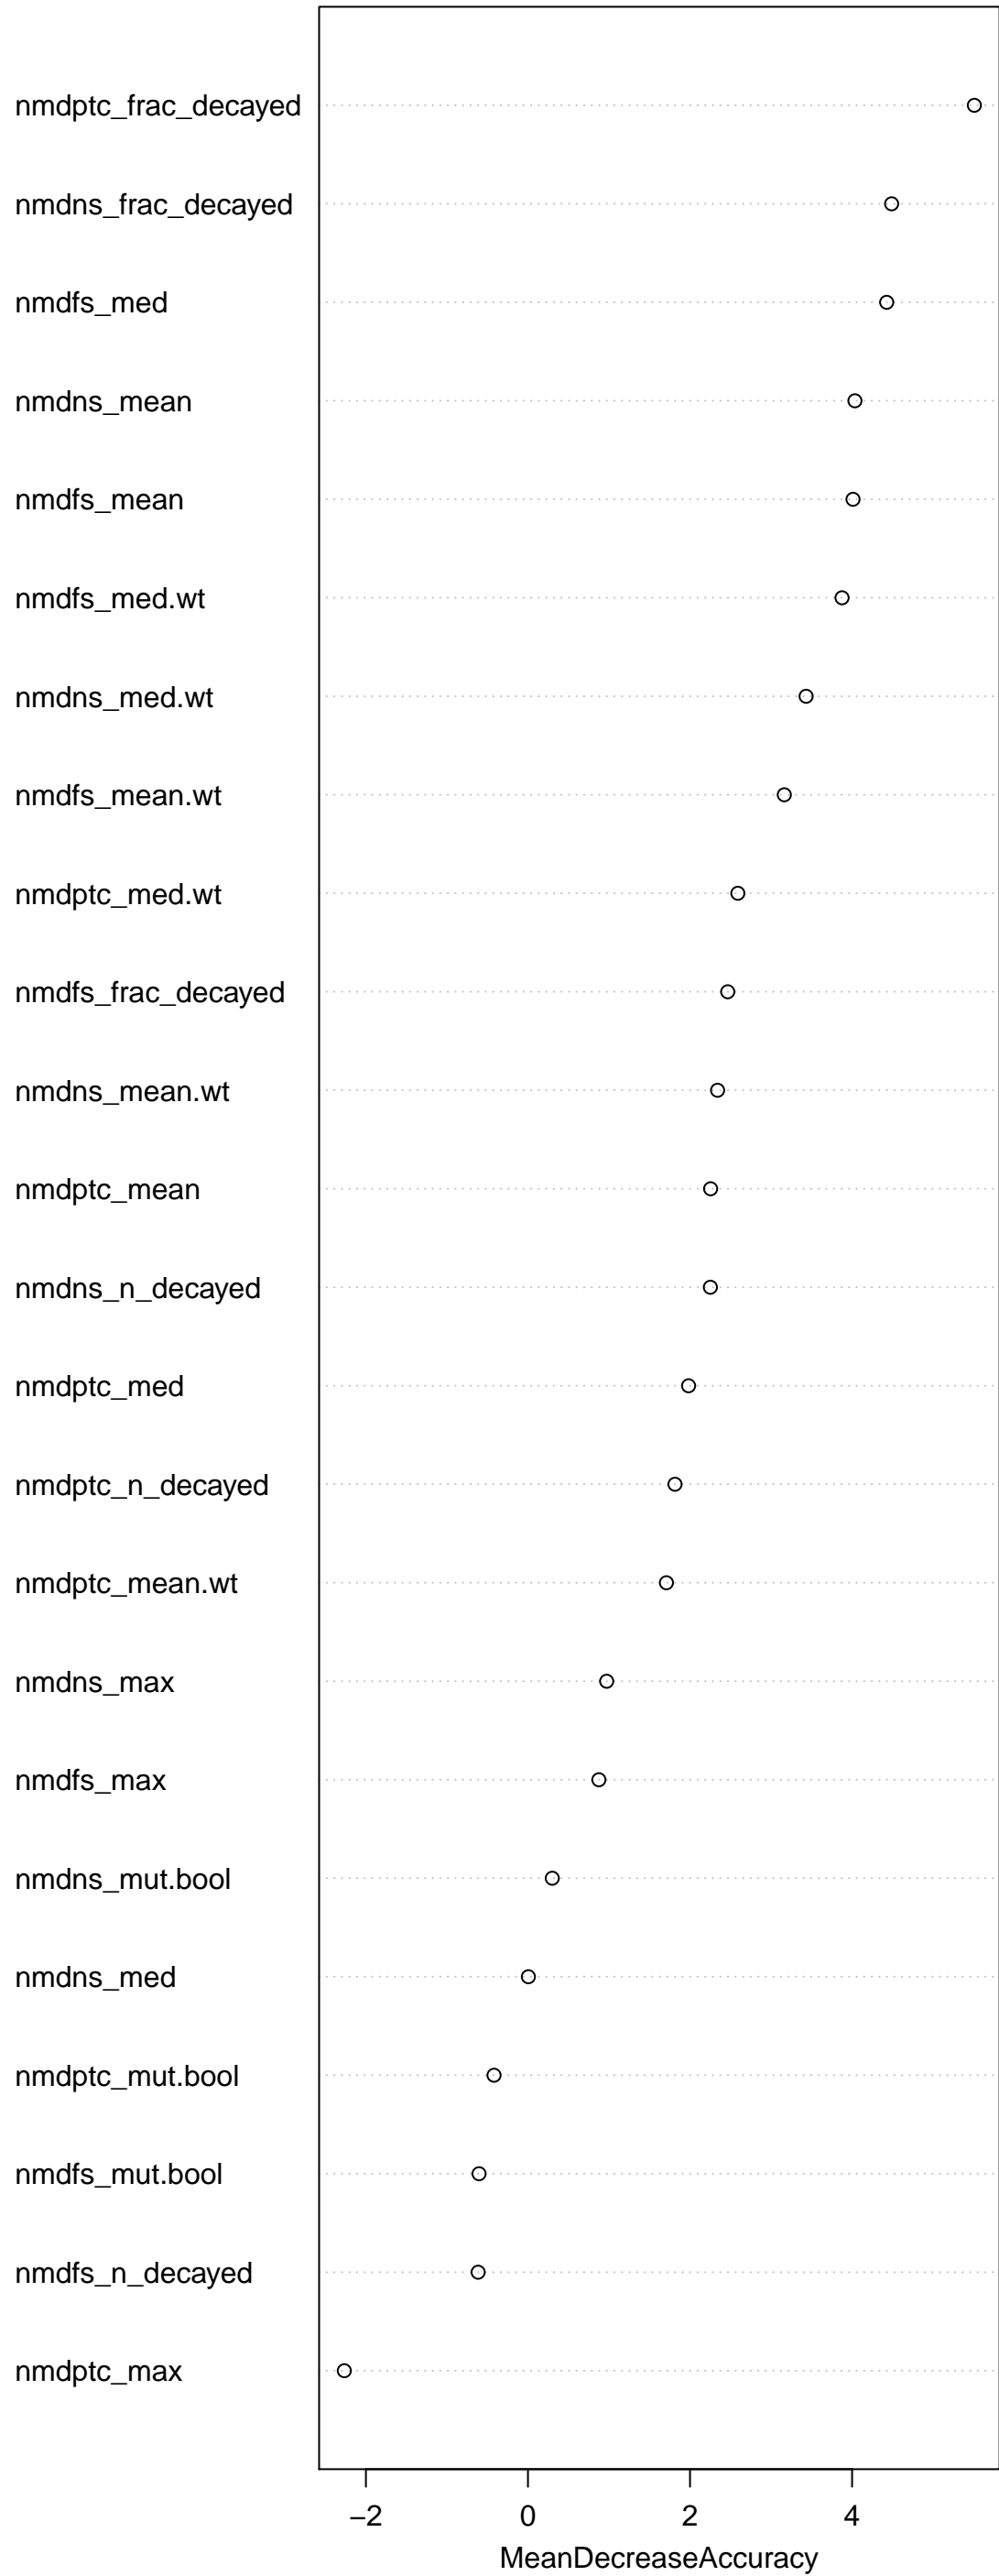 nmdptc_frac_decayed
nmdns_frac_decayed
nmdfs_med
nmdns_mean
nmdfs_mean
nmdfs_med.wt
nmdns_med.wt
nmdfs_mean.wt
nmdptc_med.wt
nmdfs_frac_decayed
nmdns_mean.wt
nmdptc_mean
nmdns_n_decayed
nmdptc_med
nmdptc_n_decayed
nmdptc_mean.wt
nmdns_max
nmdfs_max
nmdns_mut.bool
nmdns_med
nmdptc_mut.bool
nmdfs_mut.bool
nmdfs_n_decayed
nmdptc_max
−2 0 2 4
MeanDecreaseAccuracy